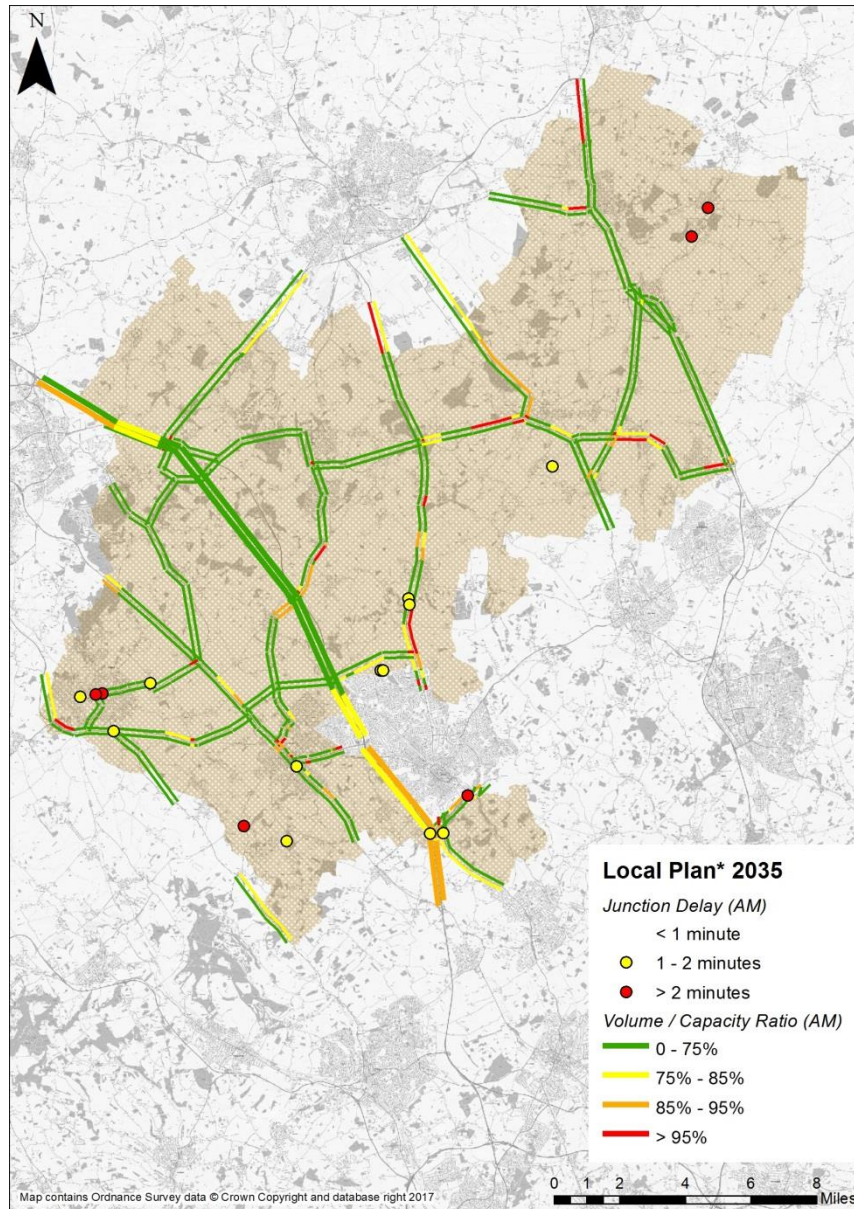 N
Local Plan* 2035
Junction Delay (AM)
< 1 minute
1 - 2 minutes
> 2 minutes
Volume / Capacity Ratio (AM)
0 - 75%
75% - 85%
85% - 95%
> 95%
Map contains Ordnance Survey data © Crown Copyright and database right 2017
0 1 2 4 6 8
Miles